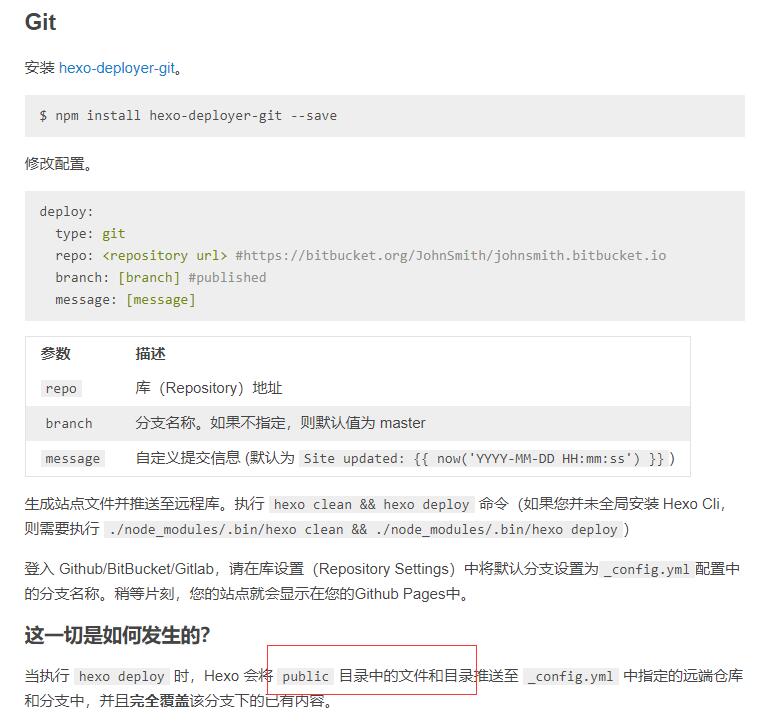 Git
安装 hexo-deployer-git。
$ npm install hexo-deployer-git --save
修改配置。
deploy:
  type: git
  repo: <repository url> #https://bitbucket.org/JohnSmith/johnsmith.bitbucket.io
  branch: [branch] #published
  message: [message]
参数 描述
repo 库（Repository）地址
branch 分支名称。如果不指定，则默认值为 master
message 自定义提交信息 (默认为 Site updated: {{ now('YYYY-MM-DD HH:mm:ss') }})
生成站点文件并推送至远程库。执行 hexo clean && hexo deploy 命令（如果您并未全局安装 Hexo Cli，
则需要执行 ./node_modules/.bin/hexo clean && ./node_modules/.bin/hexo deploy )
登入 Github/BitBucket/Gitlab，请在库设置（Repository Settings）中将默认分支设置为 _config.yml 配置中
的分支名称。稍等片刻，您的站点就会显示在您的Github Pages中。
这一切是如何发生的？
当执行 hexo deploy 时，Hexo 会将 public 目录中的文件和目录推送至 _config.yml 中指定的远端仓库
和分支中，并且完全覆盖该分支下的已有内容。